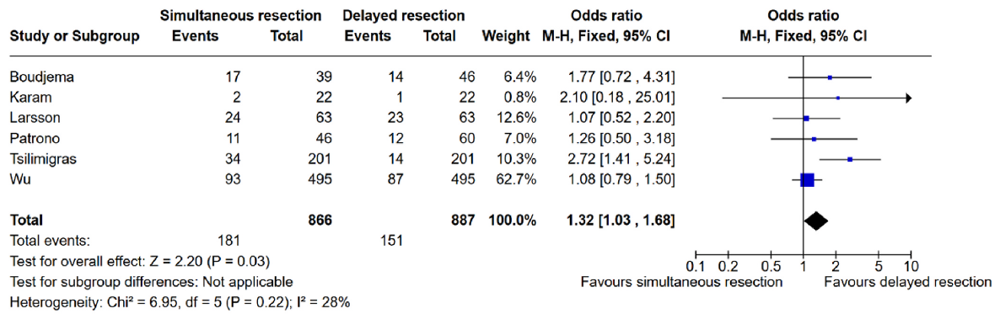 Simultaneous resection Delayed resection Odds ratio Odds ratio
Study or Subgroup Events Total Events Total Weight M-H, Fixed, 95% CI M-H, Fixed, 95% CI
Boudjema 17 39 14 46 6.4% 1.77 [0.72 , 4.31]
Karam 2 22 1 22 0.8% 2.10 [0.18 , 25.01]
Larsson 24 63 23 63 12.6% 1.07 [0.52 , 2.20]
Patrono 11 46 12 60 7.0% 1.26 [0.50 , 3.18]
Tsilimigras 34 201 14 201 10.3% 2.72 [1.41 , 5.24]
Wu 93 495 87 495 62.7% 1.08 [0.79 , 1.50]
Total 866 887 100.0% 1.32 [1.03 , 1.68]
Total events: 181 151
Test for overall effect: Z = 2.20 (P = 0.03)
Test for subgroup differences: Not applicable
Heterogeneity: Chi² = 6.95, df = 5 (P = 0.22); I² = 28%
0.1 0.2 0.5 1 2 5 10
Favours simultaneous resection Favours delayed resection